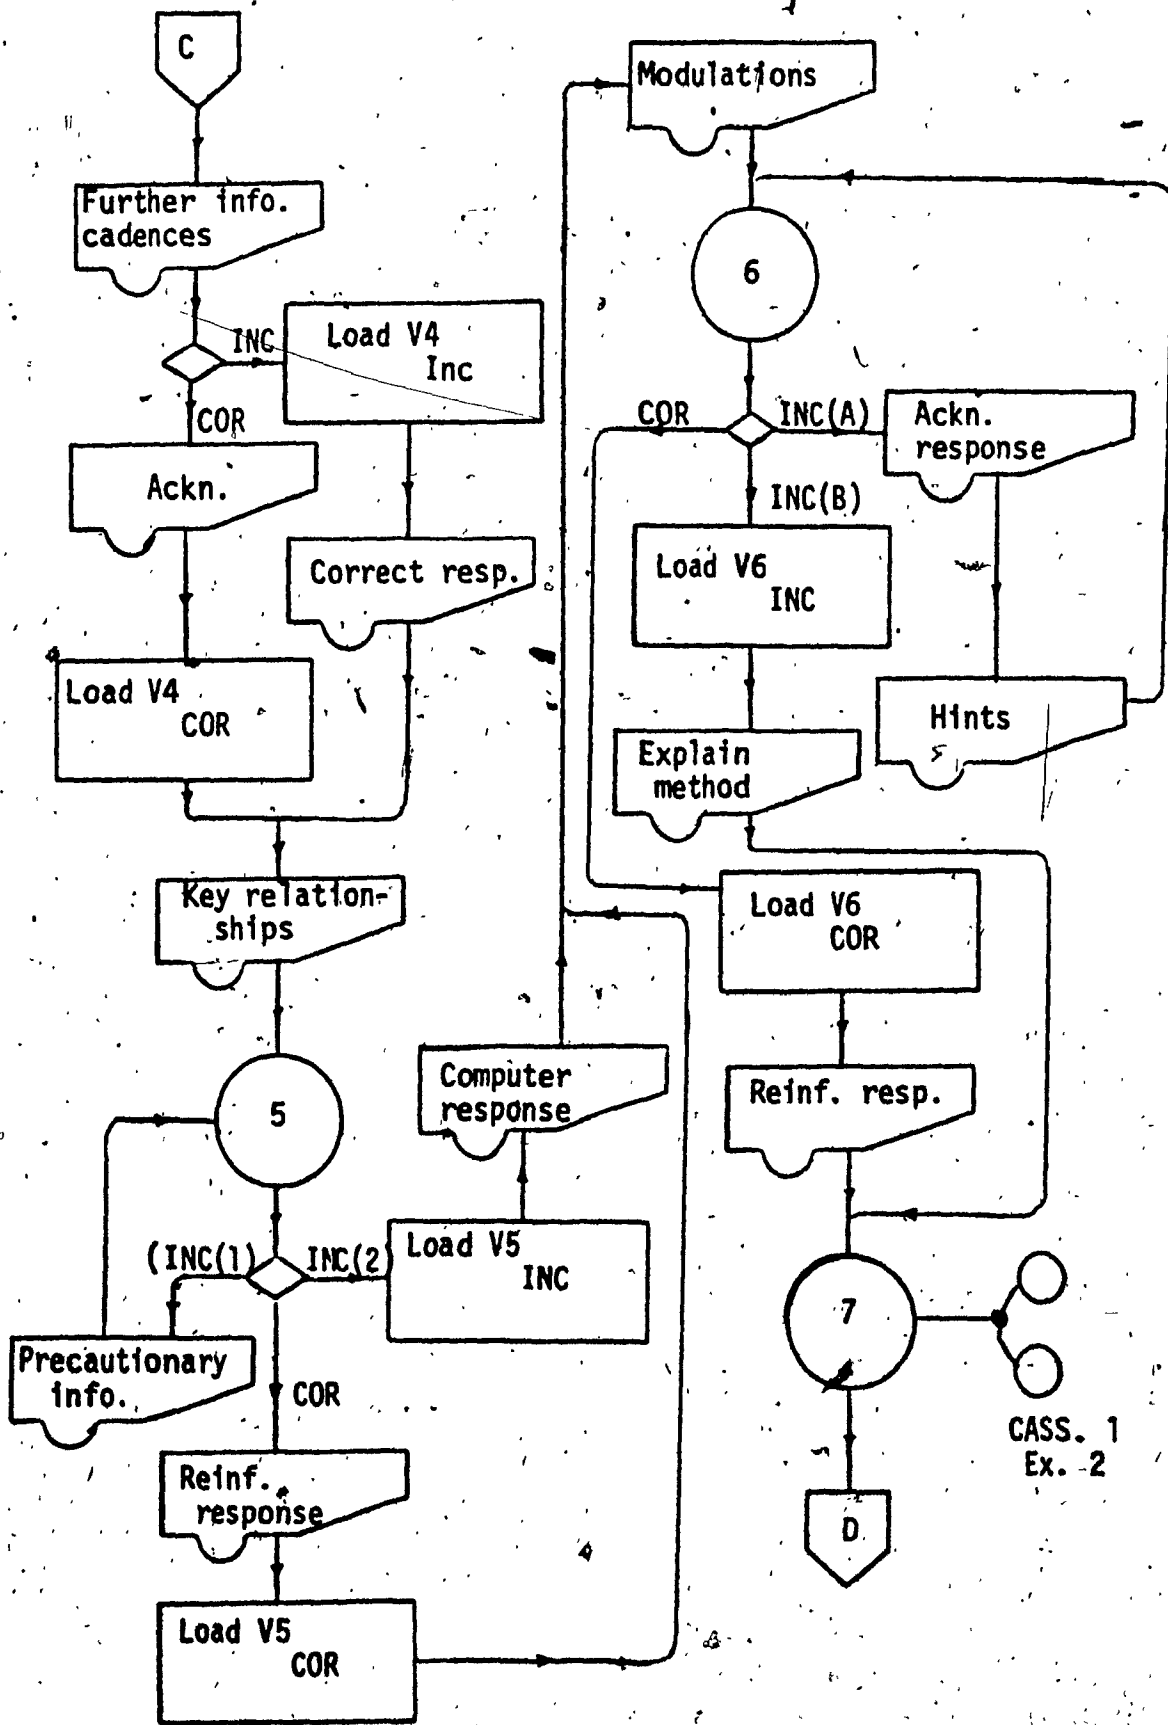 C
Further info.
cadences
INC
Load V4
Inc
COR
Ackn.
Correct resp.
Load V4
COR
Key relation-
ships
5
(INC(1)
INC(2)
Load V5
INC
Computer
response
Precautionary
info.
COR
Reinf.
response
Load V5
COR
Modulations
6
COR
INC(A)
Ackn.
response
INC(B)
Load V6
INC
Hints
Explain
method
Load V6
COR
Reinf. resp.
7
CASS. 1
Ex. 2
D